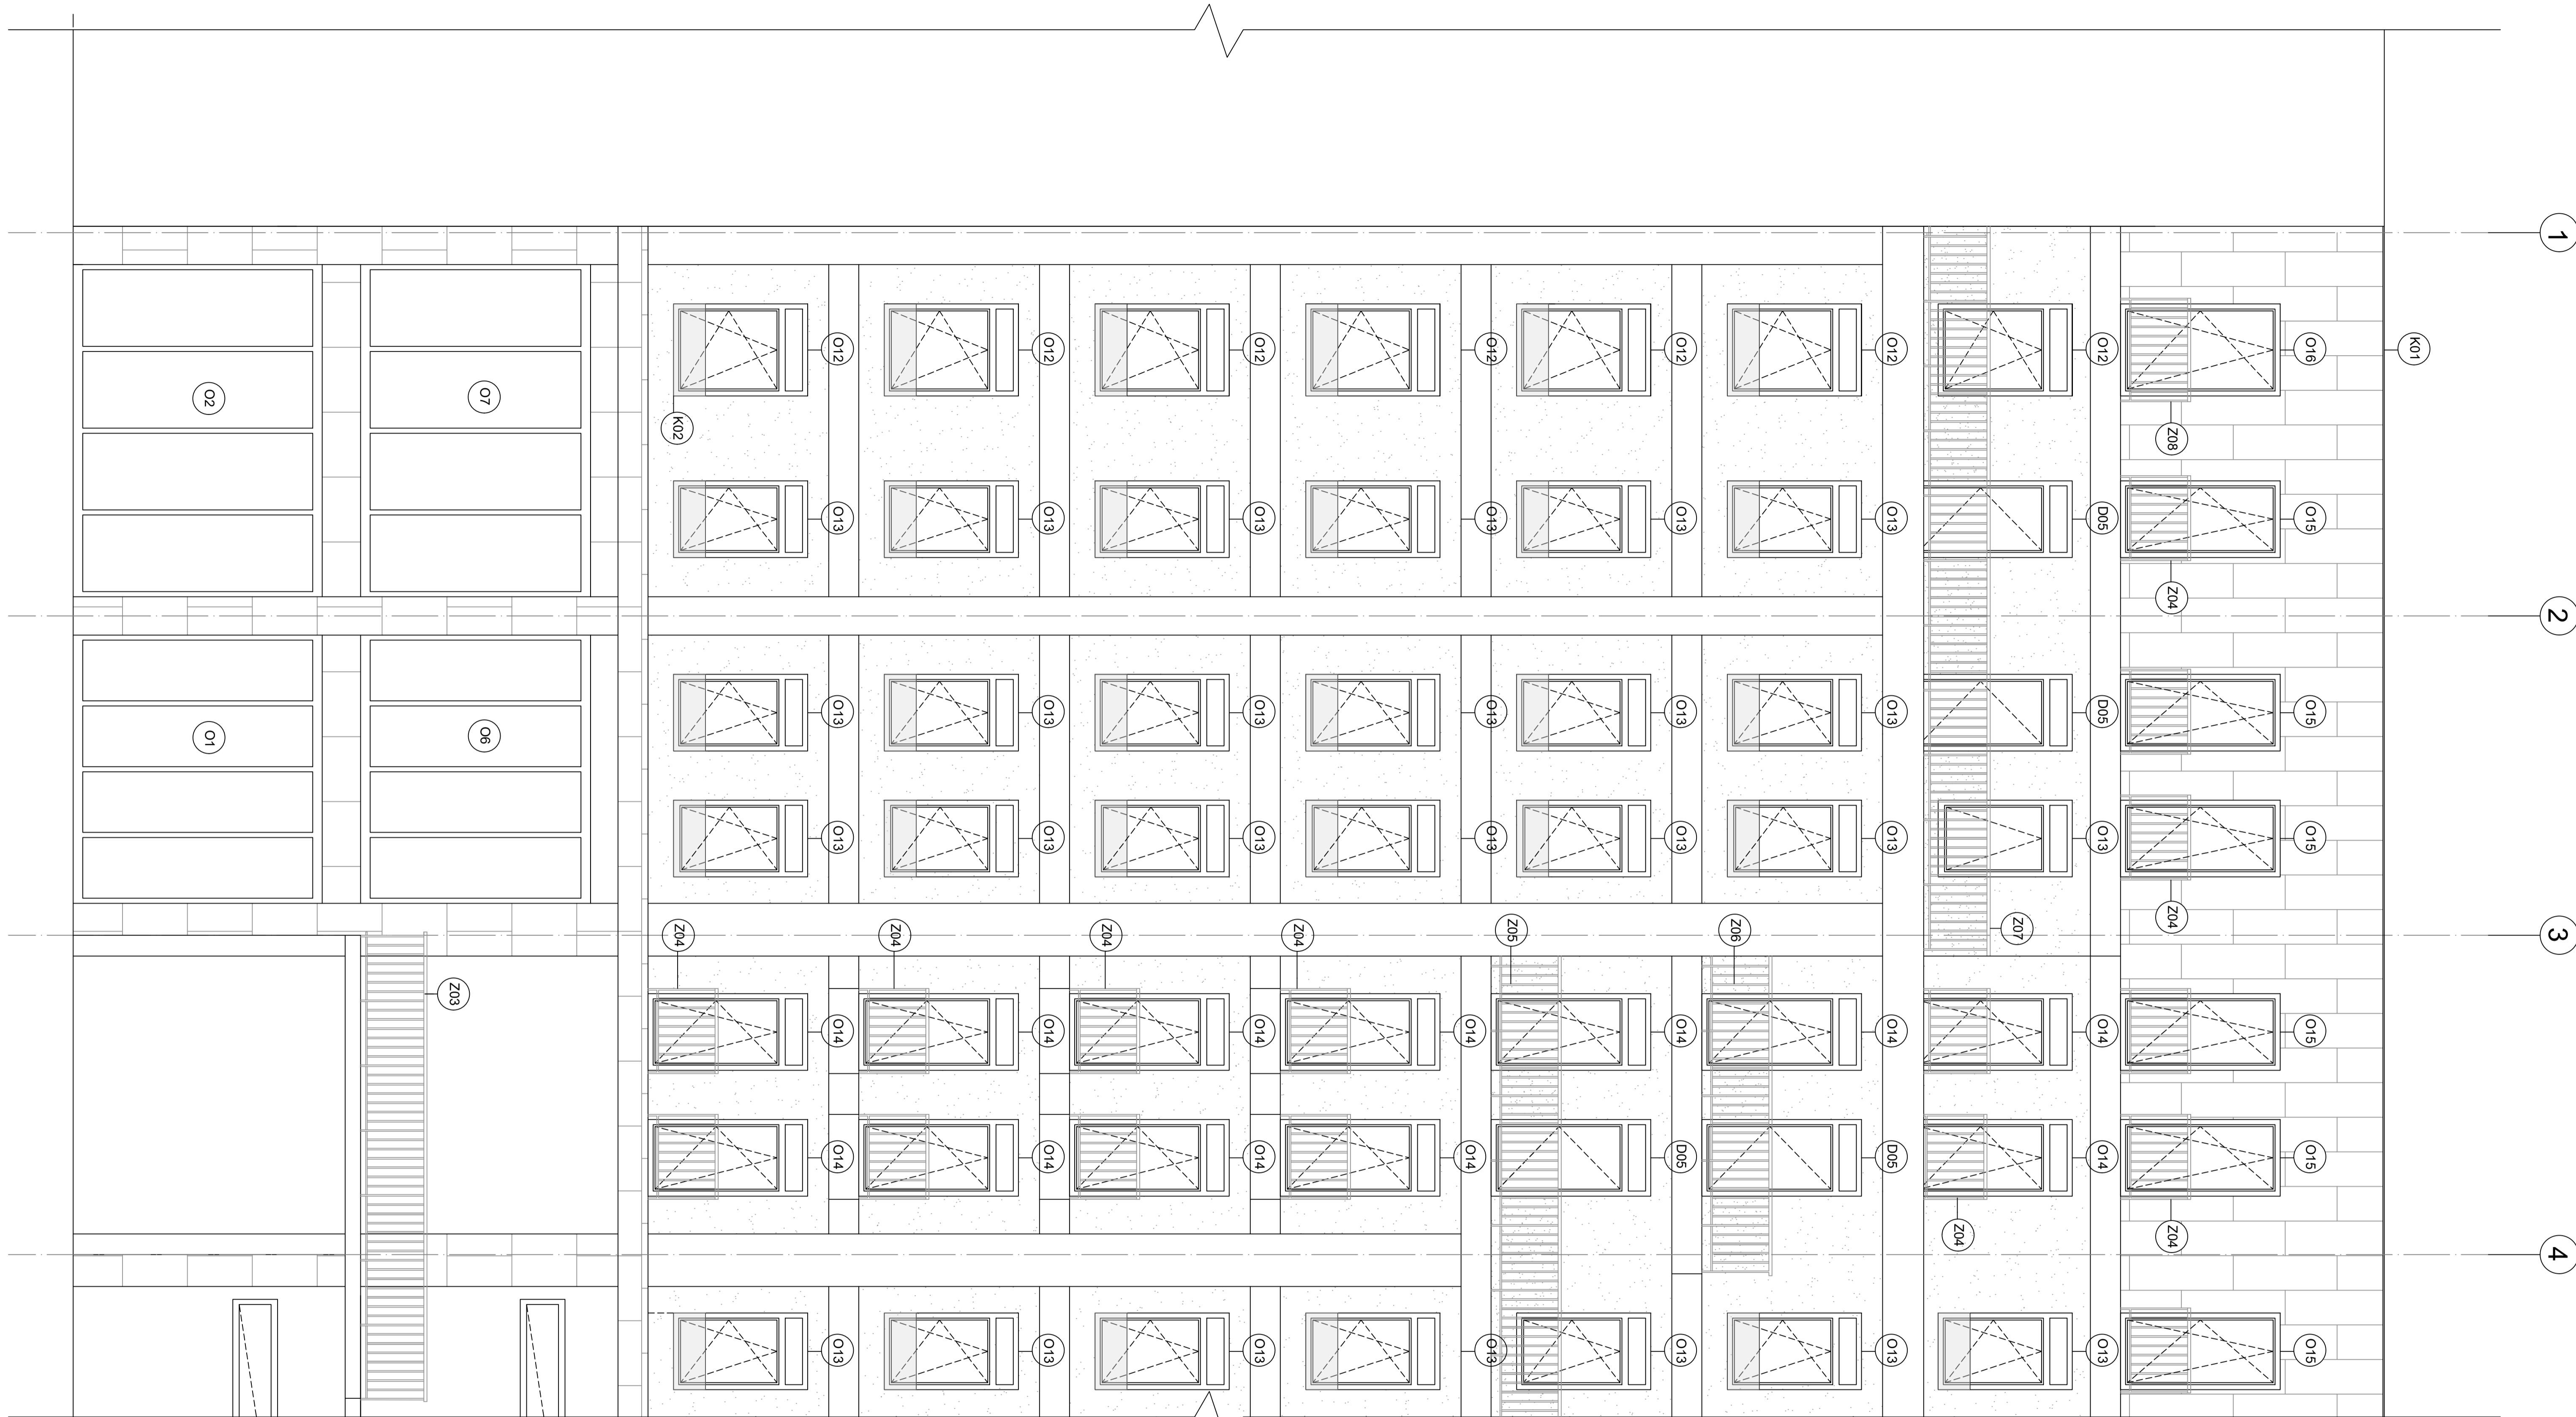 1 2 3 4
K01
O16 O15 O15 O15 O15 O15 O15
Z08 Z04 Z04 Z04
O12 D05 D05 O13 O14 O14 O13
Z07
Z04
O12 O13 O13 O13 O14 D05 O13
Z06
O12 O13 O13 O13 O14 D05 O13
Z05
O12 O13 O13 O13 O14 O14 O13
Z04
O12 O13 O13 O13 O14 O14 O13
Z04
O12 O13 O13 O13 O14 O14 O13
Z04
O12 O13 O13 O13 O14 O14 O13
K02 Z04
O7 O6
Z03
O2 O1